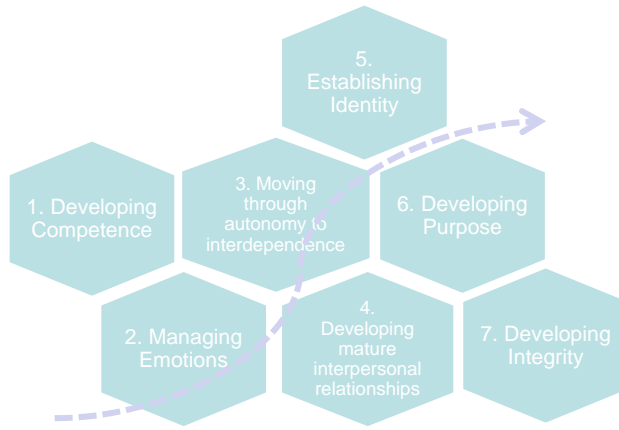 1. Developing
Competence
2. Managing
Emotions
3. Moving
through
autonomy to
interdependence
4.
Developing
mature
interpersonal
relationships
5.
Establishing
Identity
6. Developing
Purpose
7. Developing
Integrity